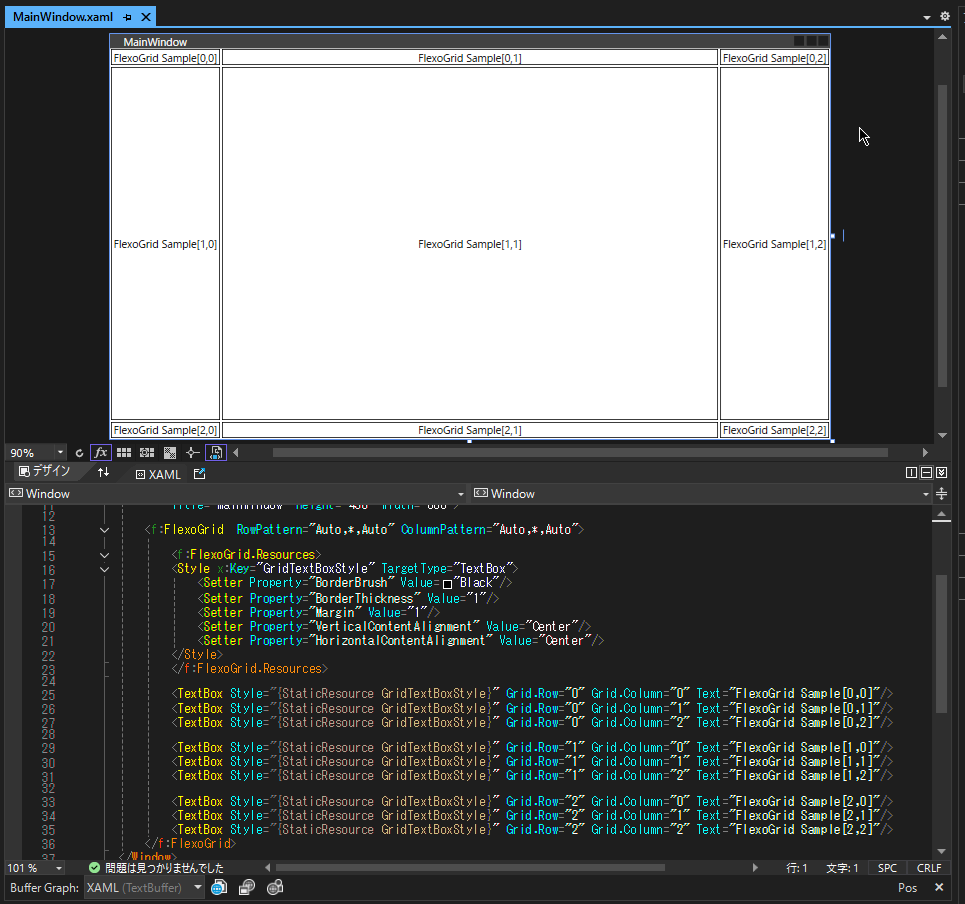 MainWindow.xaml
MainWindow
FlexoGrid Sample[0,0] FlexoGrid Sample[0,1] FlexoGrid Sample[0,2]
FlexoGrid Sample[1,0] FlexoGrid Sample[1,1] FlexoGrid Sample[1,2]
FlexoGrid Sample[2,0] FlexoGrid Sample[2,1] FlexoGrid Sample[2,2]
90% fx
デザイン XAML
Window Window
12
13 <f:FlexoGrid RowPattern="Auto,*,Auto" ColumnPattern="Auto,*,Auto">
14
15 <f:FlexoGrid.Resources>
16 <Style x:Key="GridTextBoxStyle" TargetType="TextBox">
17 <Setter Property="BorderBrush" Value="Black"/>
18 <Setter Property="BorderThickness" Value="1"/>
19 <Setter Property="Margin" Value="1"/>
20 <Setter Property="VerticalContentAlignment" Value="Center"/>
21 <Setter Property="HorizontalContentAlignment" Value="Center"/>
22 </Style>
23 </f:FlexoGrid.Resources>
24
25 <TextBox Style="{StaticResource GridTextBoxStyle}" Grid.Row="0" Grid.Column="0" Text="FlexoGrid Sample[0,0]"/>
26 <TextBox Style="{StaticResource GridTextBoxStyle}" Grid.Row="0" Grid.Column="1" Text="FlexoGrid Sample[0,1]"/>
27 <TextBox Style="{StaticResource GridTextBoxStyle}" Grid.Row="0" Grid.Column="2" Text="FlexoGrid Sample[0,2]"/>
28
29 <TextBox Style="{StaticResource GridTextBoxStyle}" Grid.Row="1" Grid.Column="0" Text="FlexoGrid Sample[1,0]"/>
30 <TextBox Style="{StaticResource GridTextBoxStyle}" Grid.Row="1" Grid.Column="1" Text="FlexoGrid Sample[1,1]"/>
31 <TextBox Style="{StaticResource GridTextBoxStyle}" Grid.Row="1" Grid.Column="2" Text="FlexoGrid Sample[1,2]"/>
32
33 <TextBox Style="{StaticResource GridTextBoxStyle}" Grid.Row="2" Grid.Column="0" Text="FlexoGrid Sample[2,0]"/>
34 <TextBox Style="{StaticResource GridTextBoxStyle}" Grid.Row="2" Grid.Column="1" Text="FlexoGrid Sample[2,1]"/>
35 <TextBox Style="{StaticResource GridTextBoxStyle}" Grid.Row="2" Grid.Column="2" Text="FlexoGrid Sample[2,2]"/>
36 </f:FlexoGrid>
37 </Window>
101 % 問題は見つかりませんでした 行: 1 文字: 1 SPC CRLF
Buffer Graph: XAML (TextBuffer) Pos